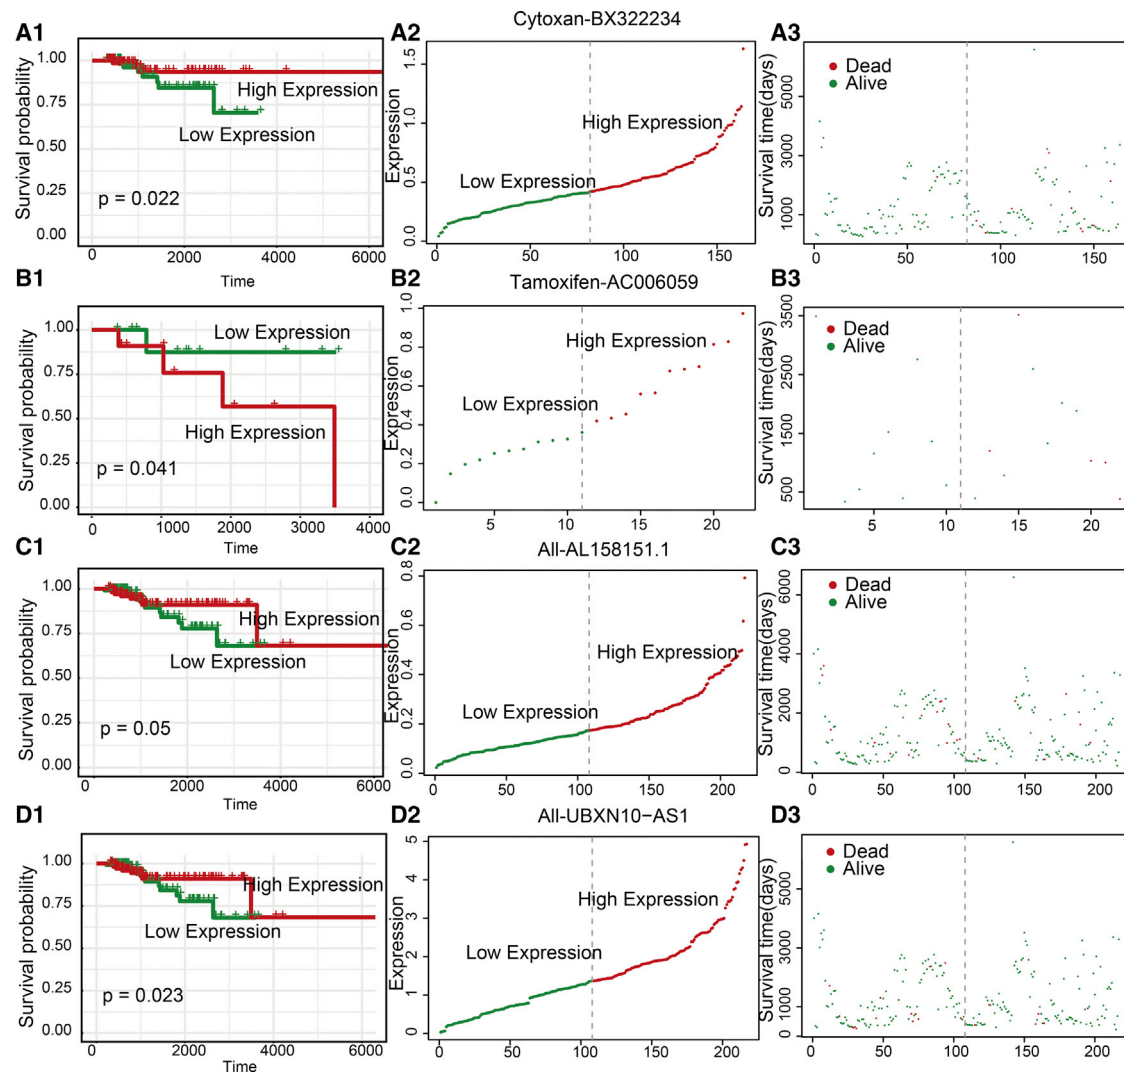 A1
Survival probability
1.00
0.75
0.50
0.25
0.00
High Expression
Low Expression
p = 0.022
0 2000 4000 6000
Time
A2
Cytoxan-BX322234
Expression
1.5
1.0
0.5
0.0
High Expression
Low Expression
0 50 100 150
A3
Survival time(days)
5000
3000
1000
Dead
Alive
0 50 100 150
B1
Survival probability
1.00
0.75
0.50
0.25
0.00
Low Expression
High Expression
p = 0.041
0 1000 2000 3000 4000
Time
B2
Tamoxifen-AC006059
Expression
1.0
0.8
0.6
0.4
0.2
0.0
High Expression
Low Expression
5 10 15 20
B3
Survival time(days)
3500
2500
1500
500
Dead
Alive
5 10 15 20
C1
Survival probability
1.00
0.75
0.50
0.25
0.00
High Expression
Low Expression
p = 0.05
0 2000 4000 6000
Time
C2
All-AL158151.1
Expression
0.8
0.6
0.4
0.2
0.0
High Expression
Low Expression
0 50 100 150 200
C3
Survival time(days)
6000
4000
2000
0
Dead
Alive
0 50 100 150 200
D1
Survival probability
1.00
0.75
0.50
0.25
0.00
High Expression
Low Expression
p = 0.023
0 2000 4000 6000
Time
D2
All-UBXN10−AS1
Expression
5
4
3
2
1
0
High Expression
Low Expression
0 50 100 150 200
D3
Survival time(days)
5000
3000
1000
0
Dead
Alive
0 50 100 150 200